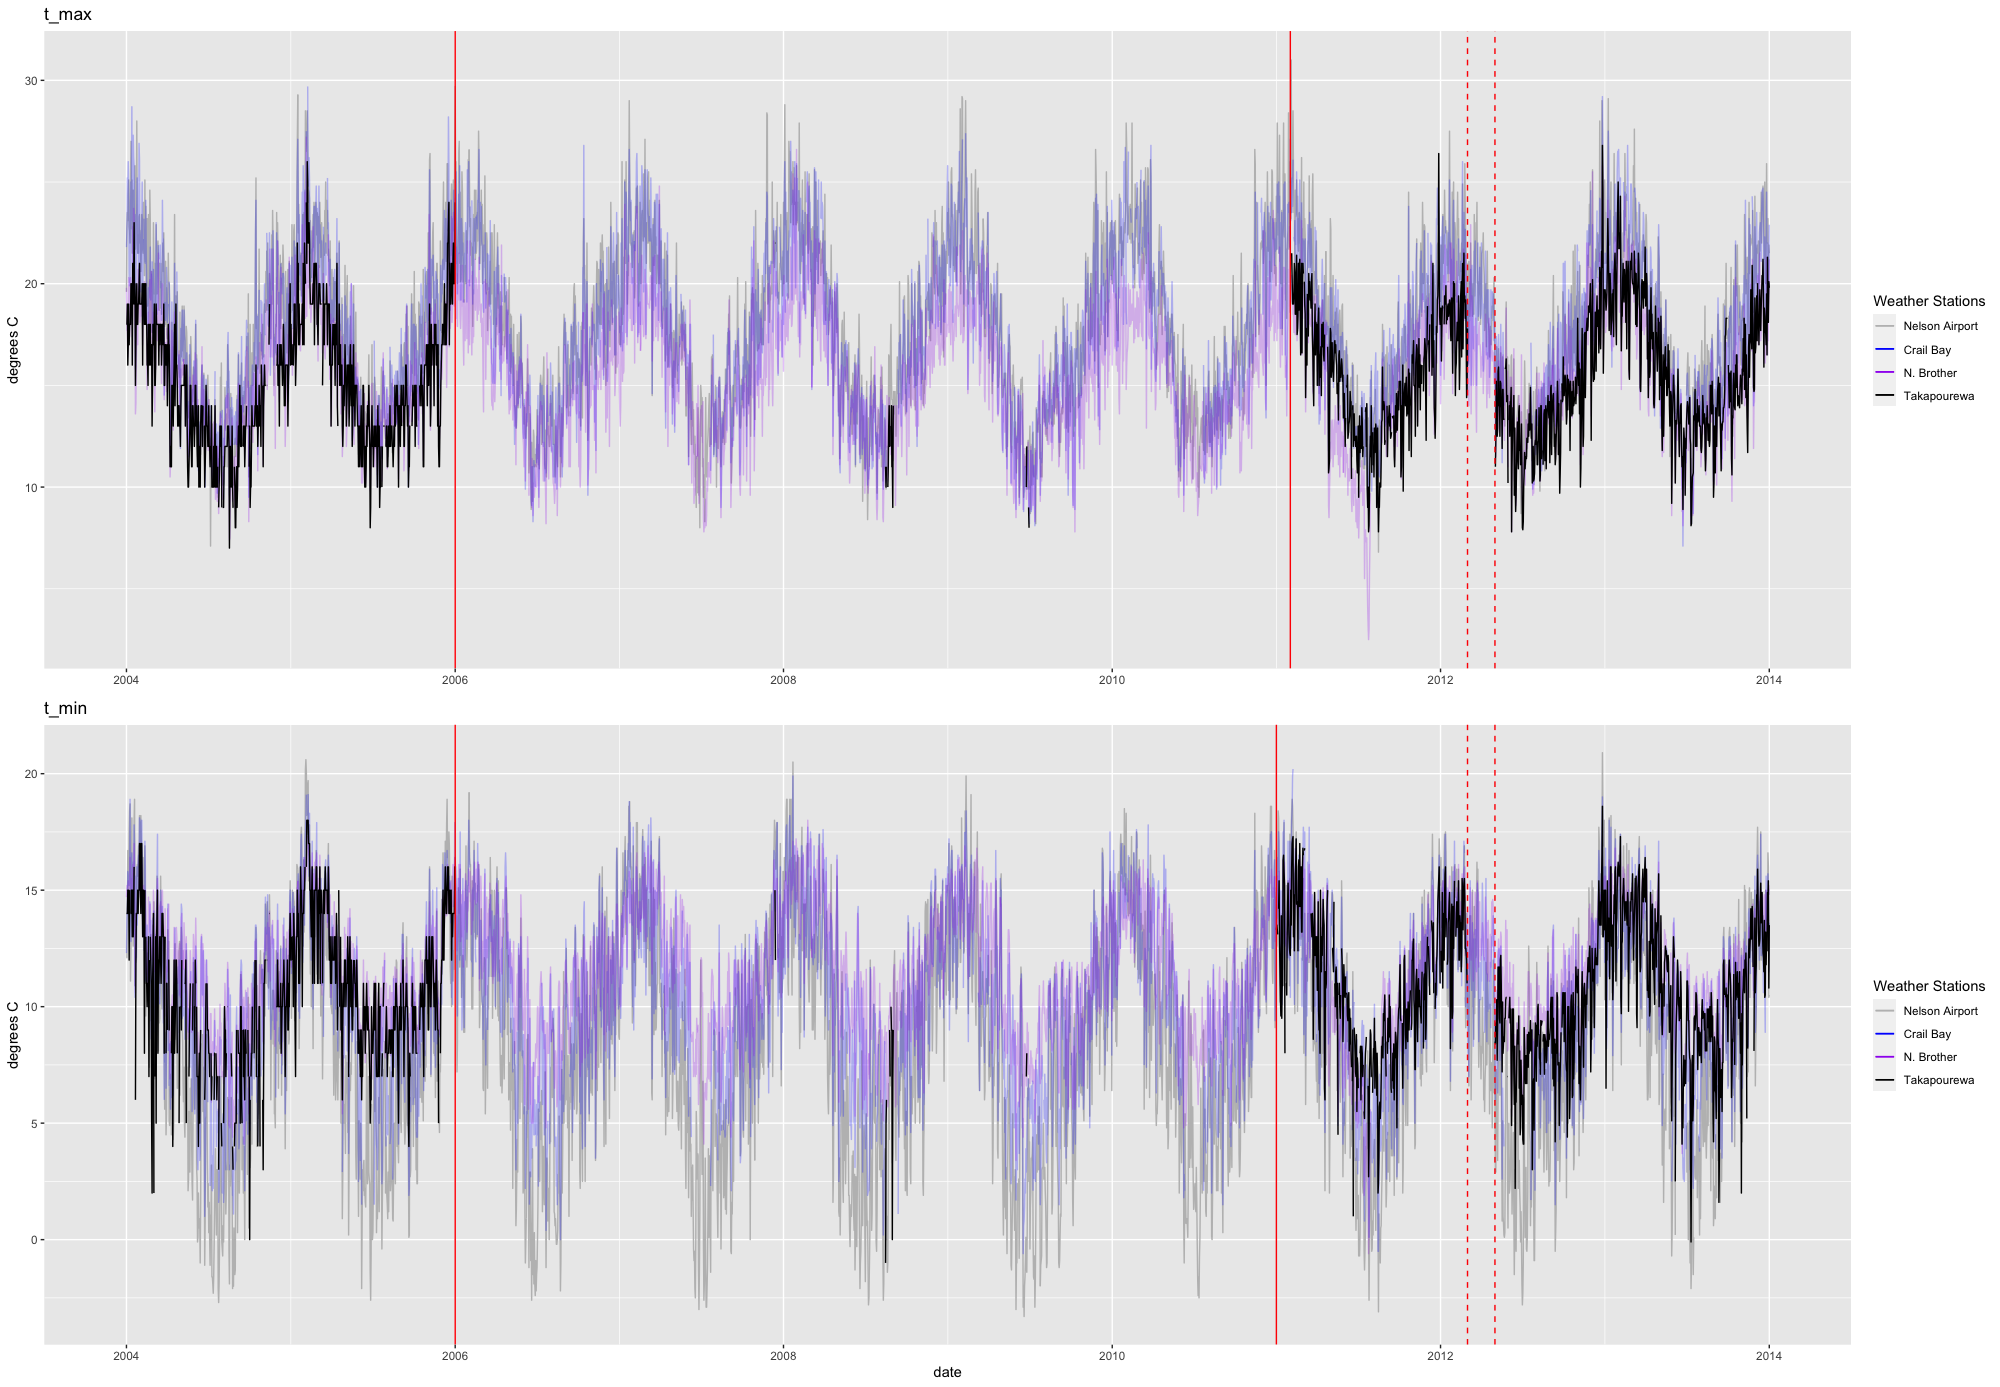 t_max
30
20
10
degrees C
2004 2006 2008 2010 2012 2014
Weather Stations
Nelson Airport
Crail Bay
N. Brother
Takapourewa
t_min
20
15
10
5
0
degrees C
2004 2006 2008 2010 2012 2014
date
Weather Stations
Nelson Airport
Crail Bay
N. Brother
Takapourewa